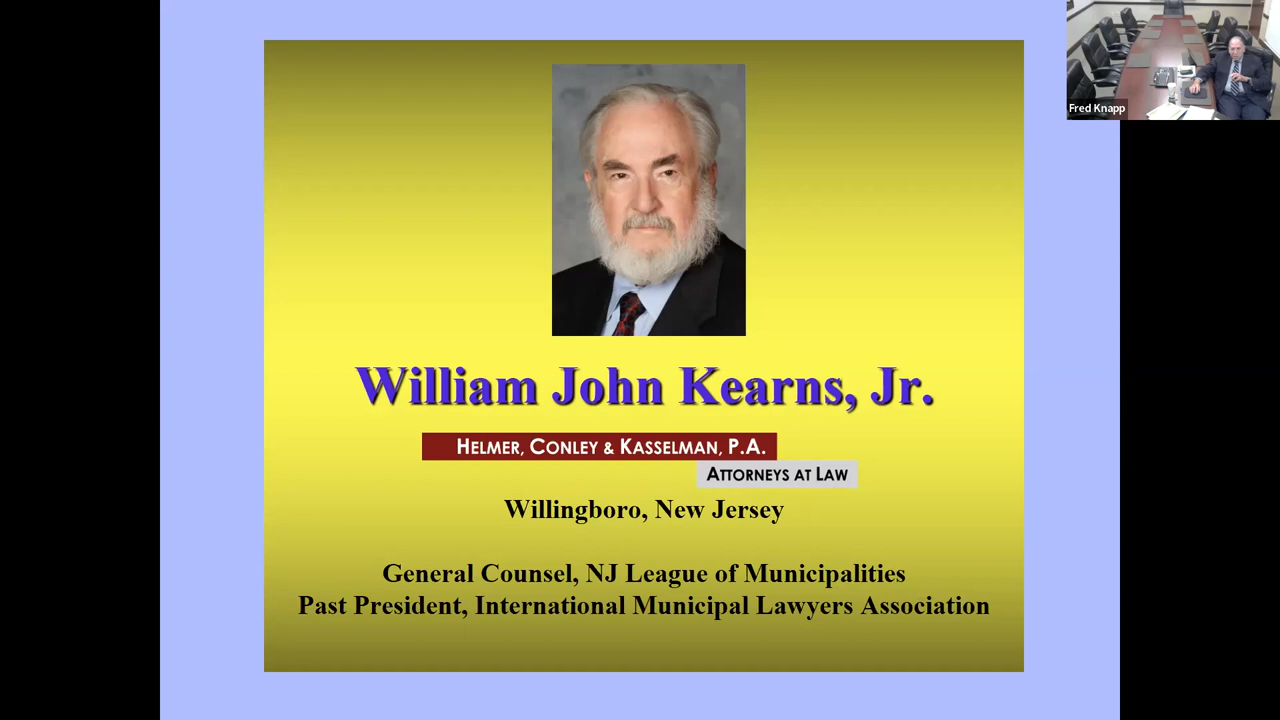 Fred Knapp
William John Kearns, Jr.
HELMER, CONLEY & KASSELMAN, P.A.
ATTORNEYS AT LAW
Willingboro, New Jersey
General Counsel, NJ League of Municipalities
Past President, International Municipal Lawyers Association